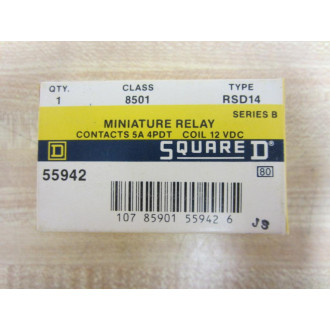 QTY. CLASS TYPE
1 8501 RSD14
SERIES B
MINIATURE RELAY
CONTACTS 5A 4PDT COIL 12 VDC
D SQUARE D®
55942 80
107 85901 55942 6
J9